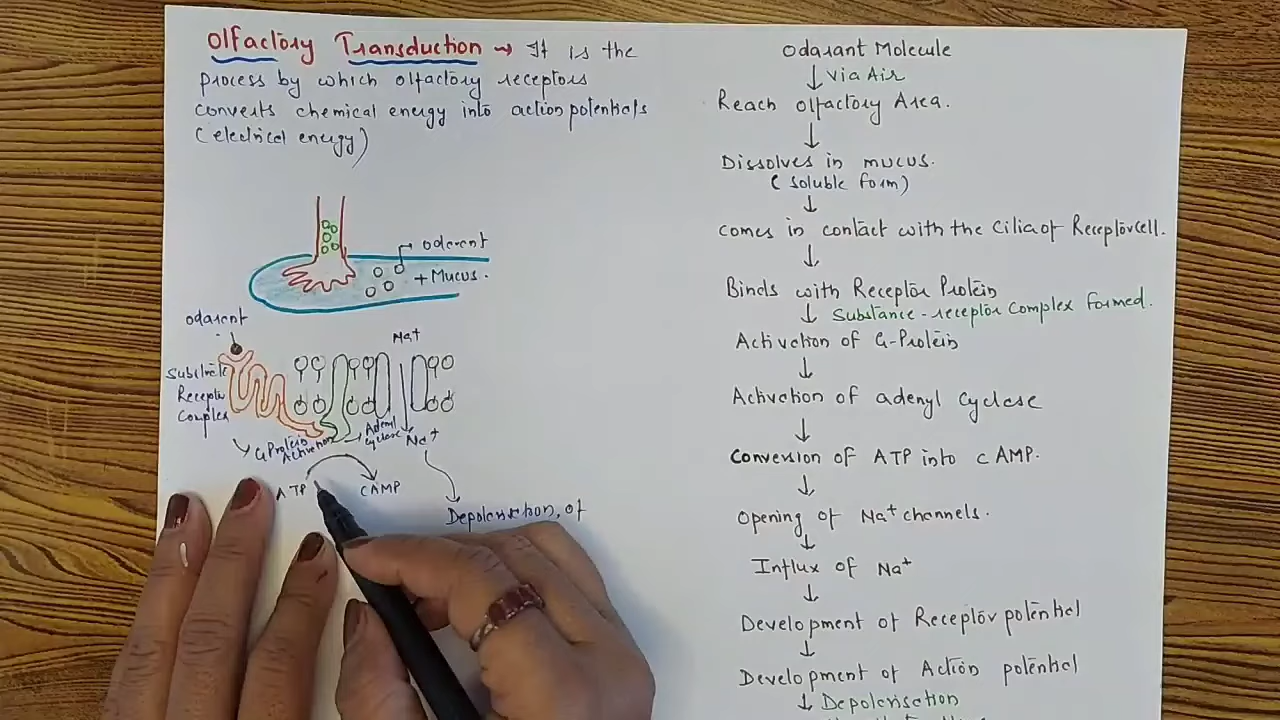 Olfactory Transduction → It is the
process by which olfactory receptors
converts chemical energy into action potentials
(electrical energy)
odarent
+ Mucus.
odarent
Na+
Substrate
Receptor
Complex
G Protein
Activation
Adenyl
cyclase
Na+
ATP
CAMP
Depolarisation, of
Odarant Molecule
↓ via Air
Reach olfactory Area.
↓
Dissolves in mucus.
(soluble form)
↓
comes in contact with the Cilia of Receptor cell.
↓
Binds with Receptor Protein
↓ Substance-receptor Complex formed.
Activation of G-Protein
↓
Activation of adenyl cyclase
↓
Conversion of ATP into cAMP.
↓
Opening of Na+ channels.
↓
Influx of Na+
↓
Development of Receptor potential
↓
Development of Action potential
↓ Depolarisation